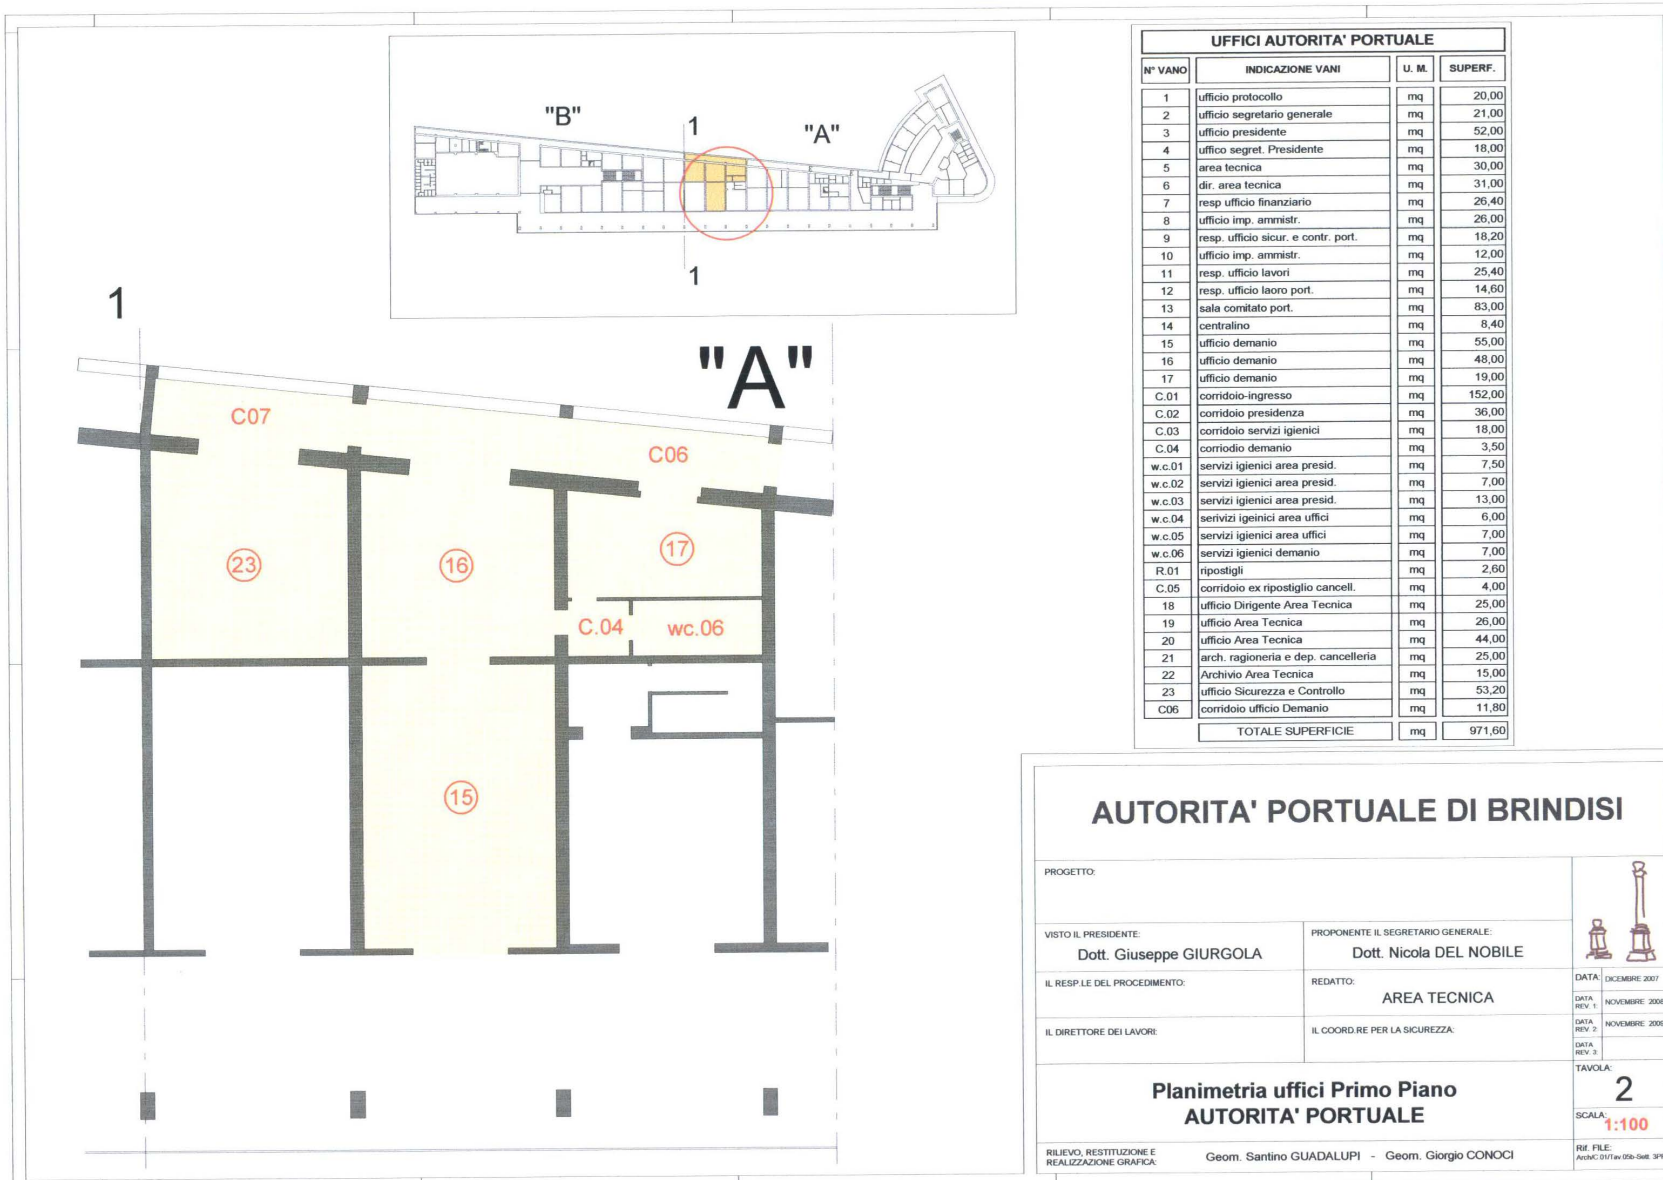 "B"
1
"A"
1
1
"A"
C07
C06
23
16
17
C.04
wc.06
15
UFFICI AUTORITA' PORTUALE
N° VANO INDICAZIONE VANI U. M. SUPERF.
1 ufficio protocollo mq 20,00
2 ufficio segretario generale mq 21,00
3 ufficio presidente mq 52,00
4 uffico segret. Presidente mq 18,00
5 area tecnica mq 30,00
6 dir. area tecnica mq 31,00
7 resp ufficio finanziario mq 26,40
8 ufficio imp. ammistr. mq 26,00
9 resp. ufficio sicur. e contr. port. mq 18,20
10 ufficio imp. ammistr. mq 12,00
11 resp. ufficio lavori mq 25,40
12 resp. ufficio laoro port. mq 14,60
13 sala comitato port. mq 83,00
14 centralino mq 8,40
15 ufficio demanio mq 55,00
16 ufficio demanio mq 48,00
17 ufficio demanio mq 19,00
C.01 corridoio-ingresso mq 152,00
C.02 corridoio presidenza mq 36,00
C.03 corridoio servizi igienici mq 18,00
C.04 corriodio demanio mq 3,50
w.c.01 servizi igienici area presid. mq 7,50
w.c.02 servizi igienici area presid. mq 7,00
w.c.03 servizi igienici area presid. mq 13,00
w.c.04 serivizi igeinici area uffici mq 6,00
w.c.05 servizi igienici area uffici mq 7,00
w.c.06 servizi igienici demanio mq 7,00
R.01 ripostigli mq 2,60
C.05 corridoio ex ripostiglio cancell. mq 4,00
18 ufficio Dirigente Area Tecnica mq 25,00
19 ufficio Area Tecnica mq 26,00
20 ufficio Area Tecnica mq 44,00
21 arch. ragioneria e dep. cancelleria mq 25,00
22 Archivio Area Tecnica mq 15,00
23 ufficio Sicurezza e Controllo mq 53,20
C06 corridoio ufficio Demanio mq 11,80
TOTALE SUPERFICIE mq 971,60
AUTORITA' PORTUALE DI BRINDISI
PROGETTO:
VISTO IL PRESIDENTE:
Dott. Giuseppe GIURGOLA
PROPONENTE IL SEGRETARIO GENERALE:
Dott. Nicola DEL NOBILE
IL RESP.LE DEL PROCEDIMENTO:
REDATTO:
AREA TECNICA
IL DIRETTORE DEI LAVORI:
IL COORD.RE PER LA SICUREZZA:
DATA: DICEMBRE 2007
DATA REV. 1: NOVEMBRE
DATA REV. 2: NOVEMBRE
DATA REV. 3:
Planimetria uffici Primo Piano
AUTORITA' PORTUALE
TAVOLA:
2
SCALA:
1:100
RILIEVO, RESTITUZIONE E
REALIZZAZIONE GRAFICA:
Geom. Santino GUADALUPI - Geom. Giorgio CONOCI
Rif. FILE: